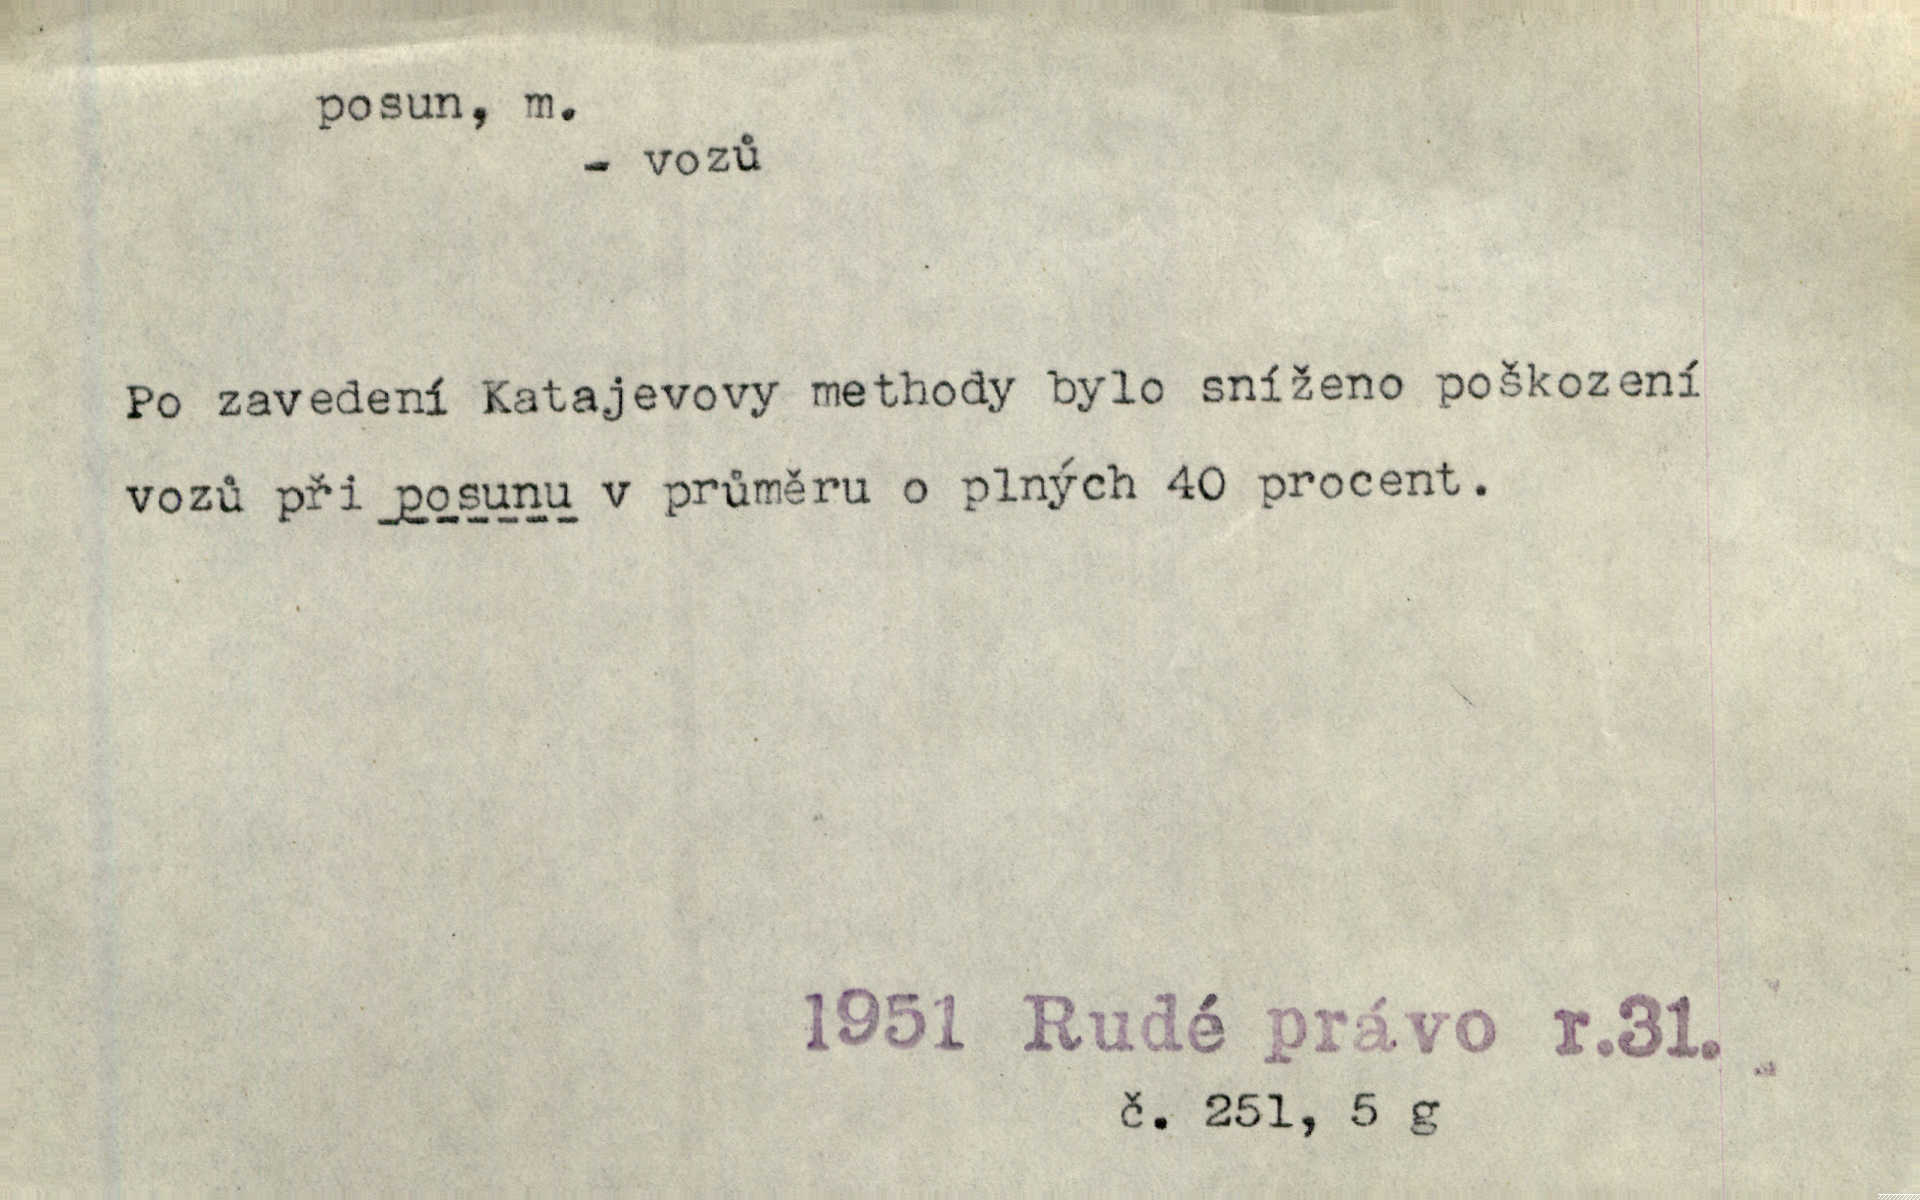 posun, m.
- vozů
Po zavedení Katajevovy methody bylo sníženo poškození
vozů při posunu v průměru o plných 40 procent.
1951 Rudé právo r.31.
č. 251, 5 g